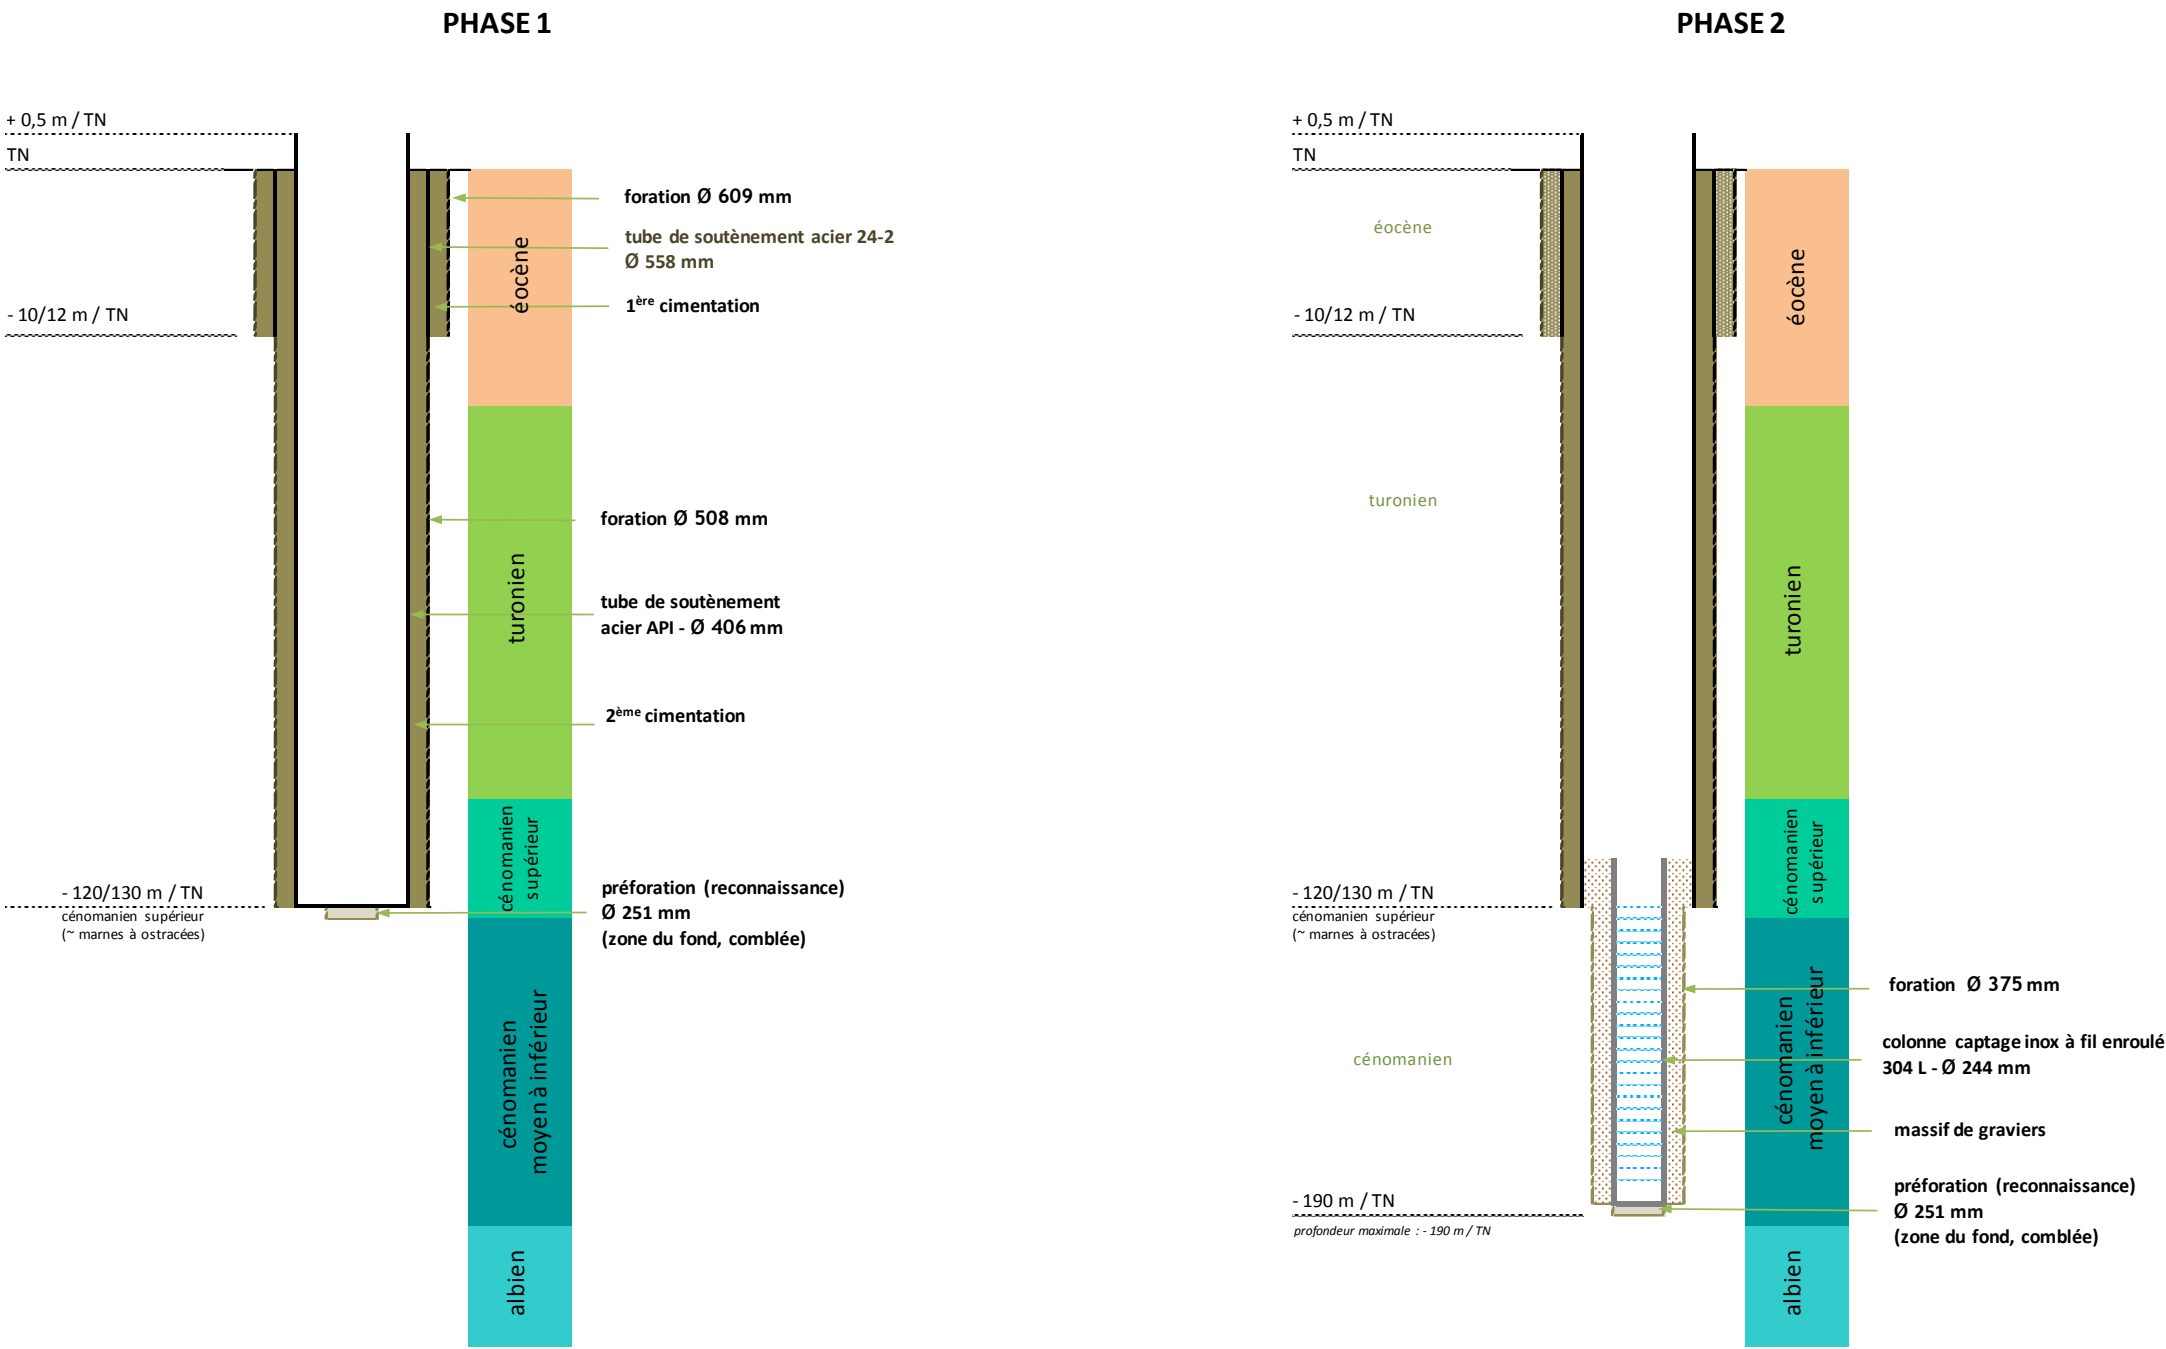 PHASE 1
+ 0,5 m / TN
TN
- 10/12 m / TN
- 120/130 m / TN
cénomanien supérieur
(~ marnes à ostracées)
éocène
turonien
cénomanien
supérieur
cénomanien
moyen à inférieur
albien
foration Ø 609 mm
tube de soutènement acier 24-2
Ø 558 mm
1ère cimentation
foration Ø 508 mm
tube de soutènement
acier API - Ø 406 mm
2ème cimentation
préforation (reconnaissance)
Ø 251 mm
(zone du fond, comblée)
PHASE 2
+ 0,5 m / TN
TN
éocène
- 10/12 m / TN
turonien
- 120/130 m / TN
cénomanien supérieur
(~ marnes à ostracées)
cénomanien
- 190 m / TN
profondeur maximale : - 190 m / TN
éocène
turonien
cénomanien
supérieur
cénomanien
moyen à inférieur
albien
foration Ø 375 mm
colonne captage inox à fil enroulé
304 L - Ø 244 mm
massif de graviers
préforation (reconnaissance)
Ø 251 mm
(zone du fond, comblée)